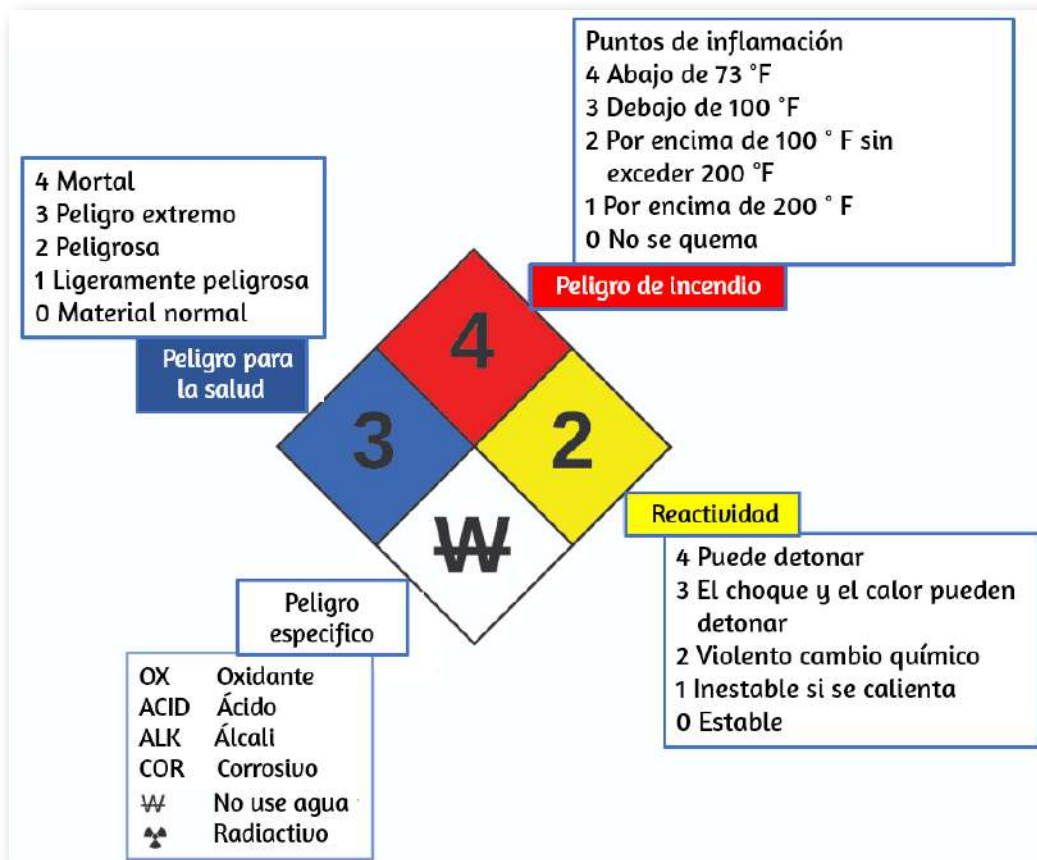 Puntos de inflamación
4 Abajo de 73 °F
3 Debajo de 100 °F
2 Por encima de 100 ° F sin
exceder 200 °F
1 Por encima de 200 ° F
0 No se quema
Peligro de incendio
4 Mortal
3 Peligro extremo
2 Peligrosa
1 Ligeramente peligrosa
0 Material normal
Peligro para
la salud
4
3
2
W
Reactividad
4 Puede detonar
3 El choque y el calor pueden
detonar
2 Violento cambio químico
1 Inestable si se calienta
0 Estable
Peligro
especifico
OX Oxidante
ACID Ácido
ALK Álcali
COR Corrosivo
W No use agua
Radiactivo